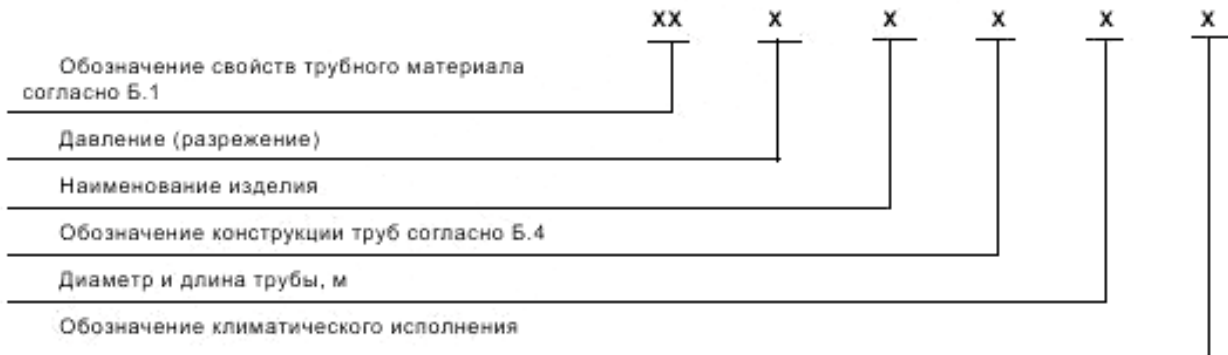 ХХ Х Х Х Х Х
Обозначение свойств трубного материала
согласно Б.1
Давление (разрежение)
Наименование изделия
Обозначение конструкции труб согласно Б.4
Диаметр и длина трубы, м
Обозначение климатического исполнения